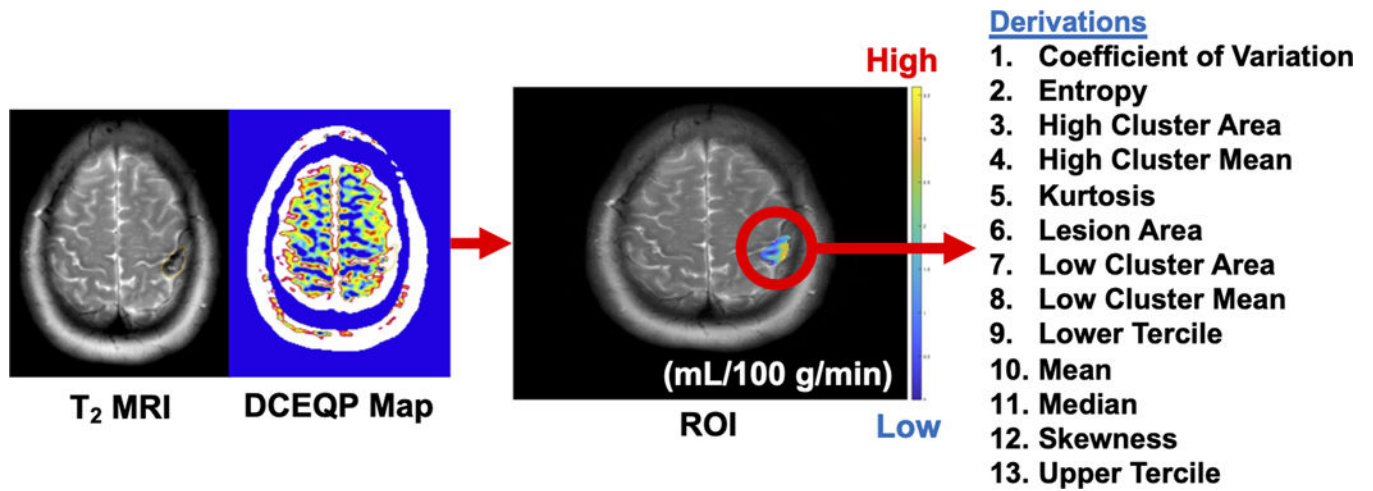 Derivations
1. Coefficient of Variation
2. Entropy
3. High Cluster Area
4. High Cluster Mean
5. Kurtosis
6. Lesion Area
7. Low Cluster Area
8. Low Cluster Mean
9. Lower Tercile
10. Mean
11. Median
12. Skewness
13. Upper Tercile
High
(mL/100 g/min)
Low
T₂ MRI
DCEQP Map
ROI